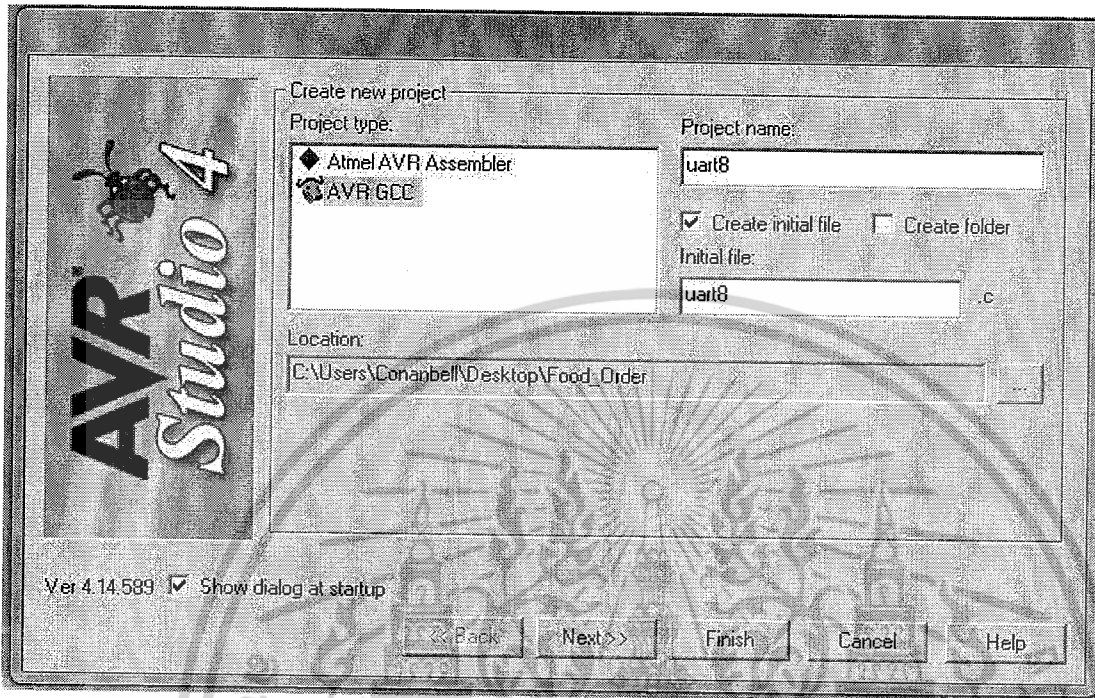 AVR® Studio 4
Create new project
Project type:
Atmel AVR Assembler
AVR GCC
Project name:
uart8
Create initial file
Create folder
Initial file:
uart8
.c
Location:
C:\Users\Conanbell\Desktop\Food_Order
...
Ver 4.14.589
Show dialog at startup
<< Back
Next >>
Finish
Cancel
Help